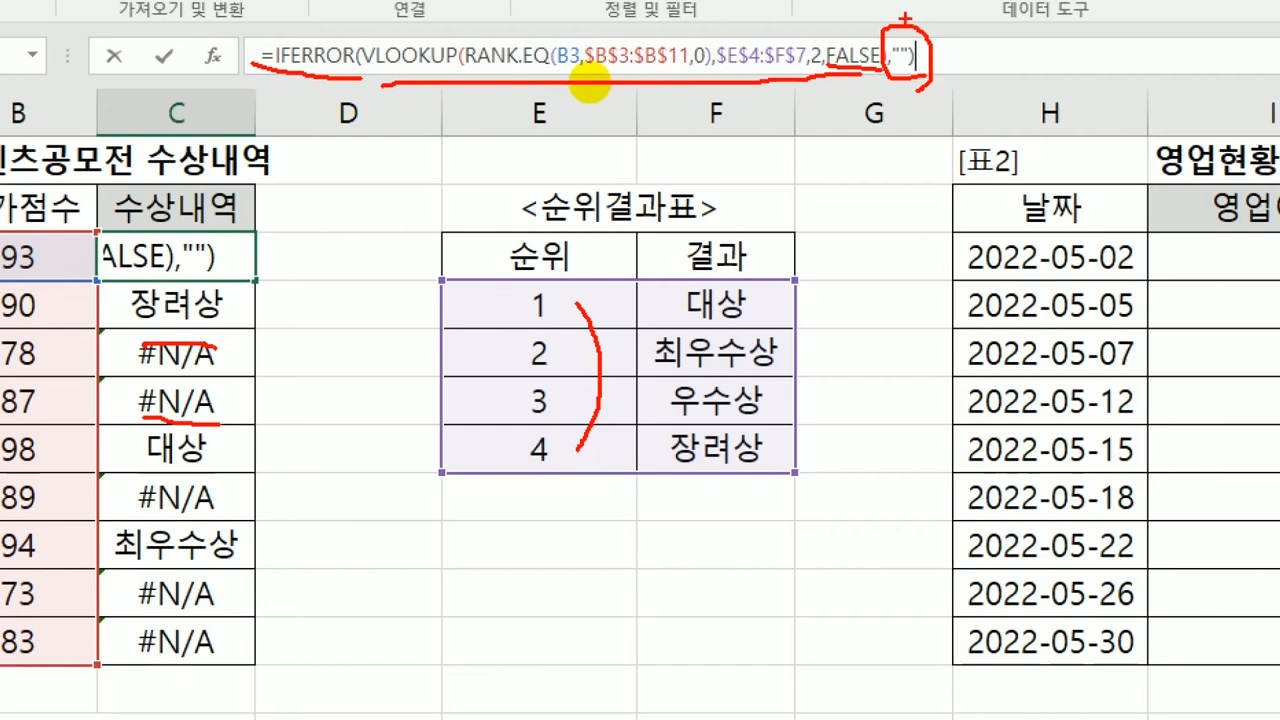 가져오기 및 변환 연결 정렬 및 필터 데이터 도구
fx =IFERROR(VLOOKUP(RANK.EQ(B3,$B$3:$B$11,0),$E$4:$F$7,2,FALSE),"")
B C D E F G H I
츠공모전 수상내역 [표2] 영업현황
점수 수상내역 <순위결과표> 날짜 영업
93 ALSE),"") 순위 결과 2022-05-02
90 장려상 1 대상 2022-05-05
78 #N/A 2 최우수상 2022-05-07
87 #N/A 3 우수상 2022-05-12
98 대상 4 장려상 2022-05-15
89 #N/A 2022-05-18
94 최우수상 2022-05-22
73 #N/A 2022-05-26
83 #N/A 2022-05-30